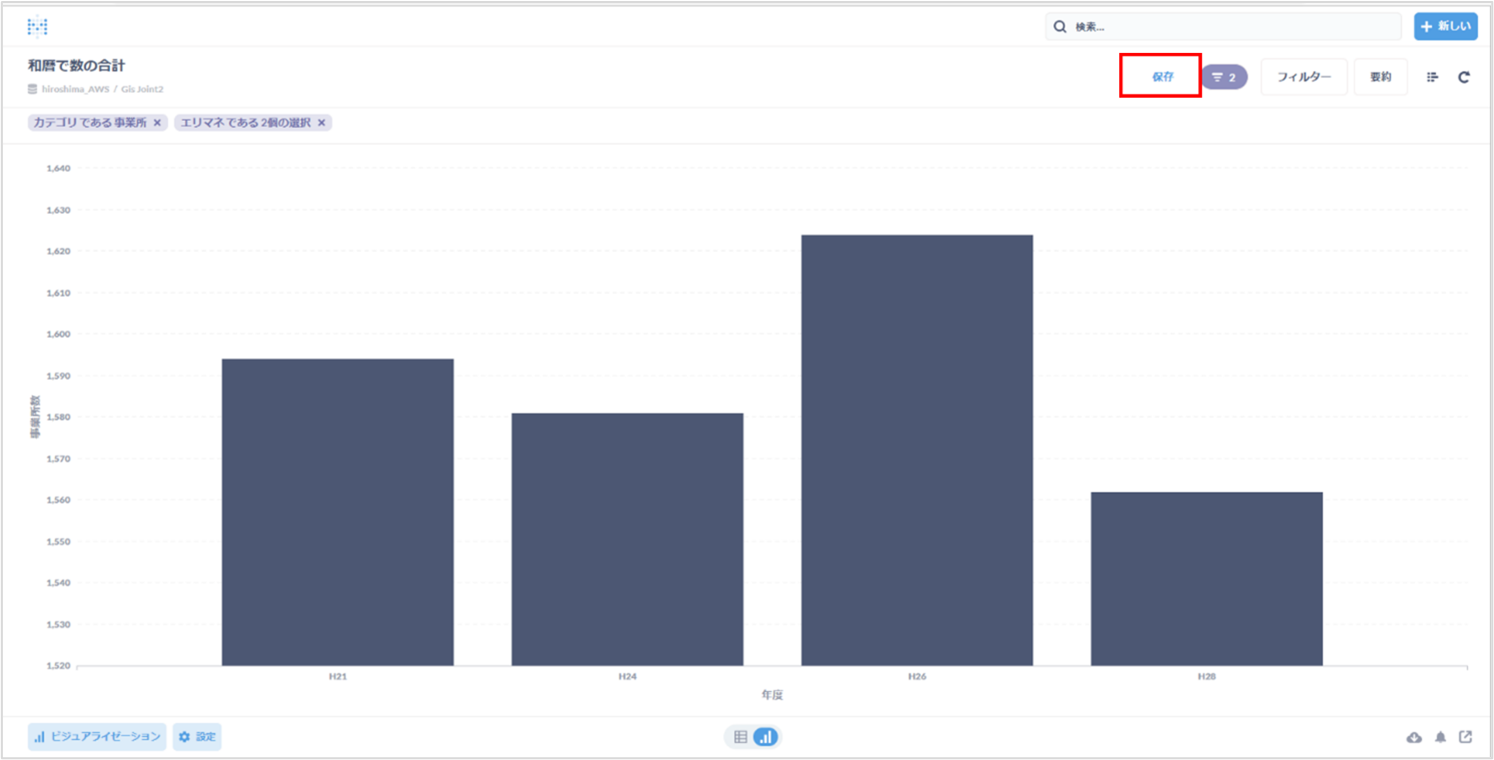 検索...
+ 新しい
和暦で数の合計
hiroshima_AWS / Gis Joint2
保存
2
フィルター
要約
カテゴリ である 事業所 ×
エリマネ である 2個の選択 ×
1,640
1,630
1,620
1,610
1,600
1,590
1,580
1,570
1,560
1,550
1,540
1,530
1,520
事業所数
H21
H24
H26
H28
年度
ビジュアライゼーション
設定